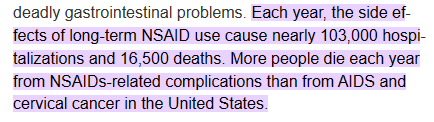 deadly gastrointestinal problems. Each year, the side ef-
fects of long-term NSAID use cause nearly 103,000 hospi-
talizations and 16,500 deaths. More people die each year
from NSAIDs-related complications than from AIDS and
cervical cancer in the United States.